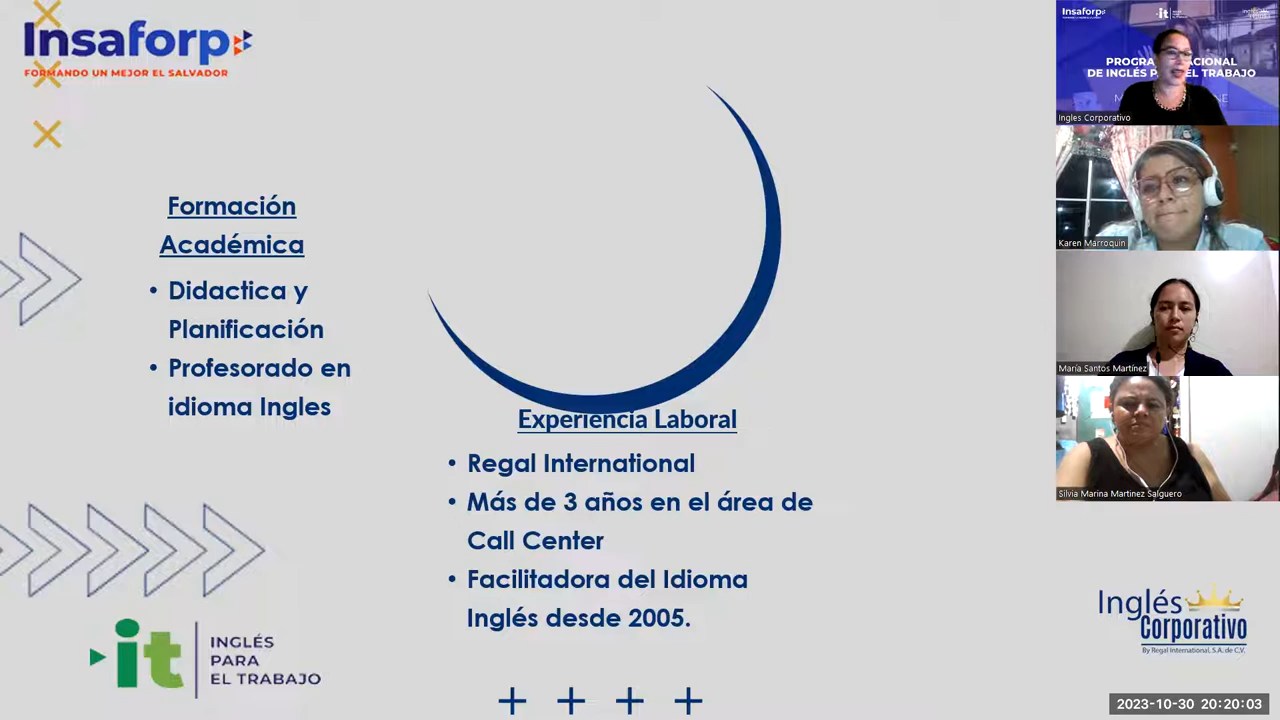 Insaforp
FORMANDO UN MEJOR EL SALVADOR
Formación
Académica
• Didactica y
Planificación
• Profesorado en
idioma Ingles
Experiencia Laboral
• Regal International
• Más de 3 años en el área de
Call Center
• Facilitadora del Idioma
Inglés desde 2005.
it
INGLÉS
PARA
EL TRABAJO
Insaforp
it
Ingles Corporativo
Karen Marroquin
María Santos Martínez
Silvia Marina Martinez Salguero
Inglés
Corporativo
By Regal International, S.A. de C.V.
2023-10-30 20:20:03